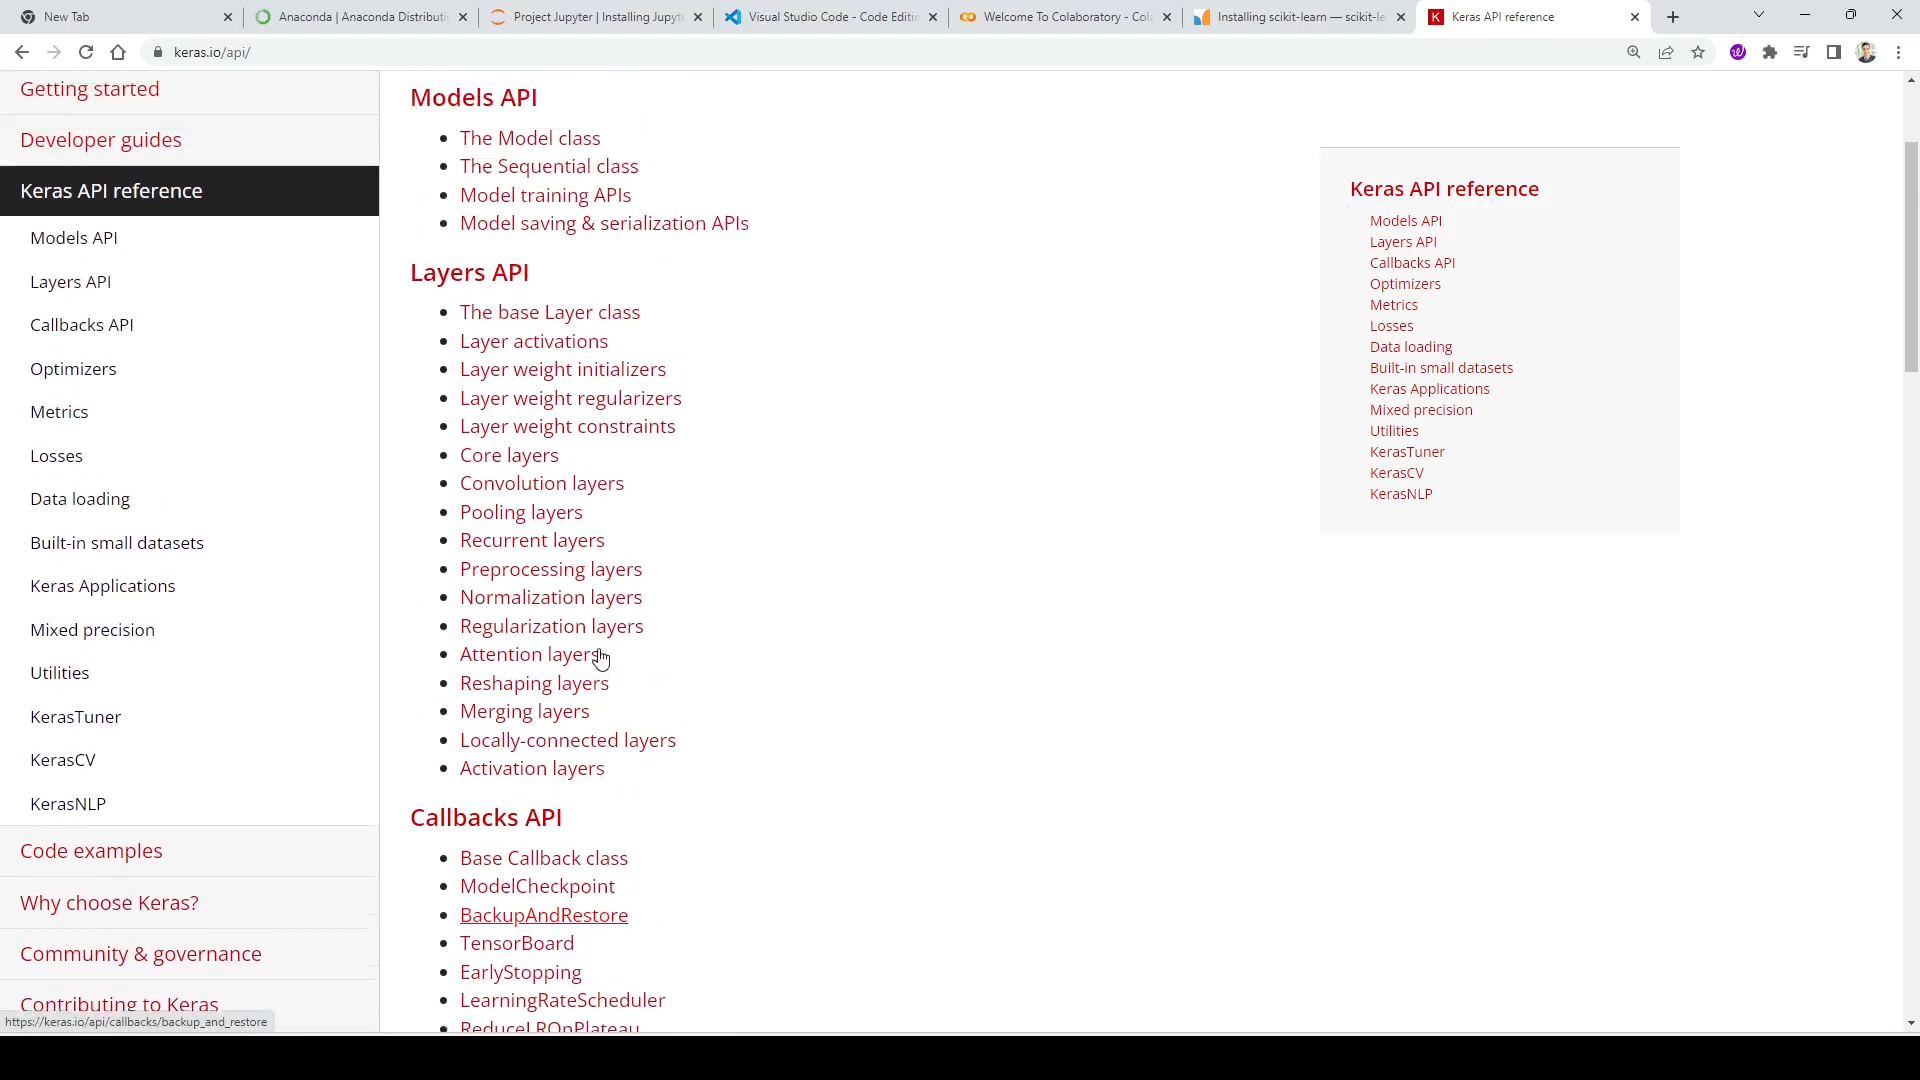 New Tab
Anaconda | Anaconda Distributi
Project Jupyter | Installing Jupyt
Visual Studio Code - Code Editin
Welcome To Colaboratory - Col
Installing scikit-learn — scikit-le
Keras API reference
keras.io/api/
Getting started
Developer guides
Keras API reference
Models API
Layers API
Callbacks API
Optimizers
Metrics
Losses
Data loading
Built-in small datasets
Keras Applications
Mixed precision
Utilities
KerasTuner
KerasCV
KerasNLP
Code examples
Why choose Keras?
Community & governance
Contributing to Keras
https://keras.io/api/callbacks/backup_and_restore
Models API
The Model class
The Sequential class
Model training APIs
Model saving & serialization APIs
Layers API
The base Layer class
Layer activations
Layer weight initializers
Layer weight regularizers
Layer weight constraints
Core layers
Convolution layers
Pooling layers
Recurrent layers
Preprocessing layers
Normalization layers
Regularization layers
Attention layers
Reshaping layers
Merging layers
Locally-connected layers
Activation layers
Callbacks API
Base Callback class
ModelCheckpoint
BackupAndRestore
TensorBoard
EarlyStopping
LearningRateScheduler
ReduceLROnPlateau
Keras API reference
Models API
Layers API
Callbacks API
Optimizers
Metrics
Losses
Data loading
Built-in small datasets
Keras Applications
Mixed precision
Utilities
KerasTuner
KerasCV
KerasNLP